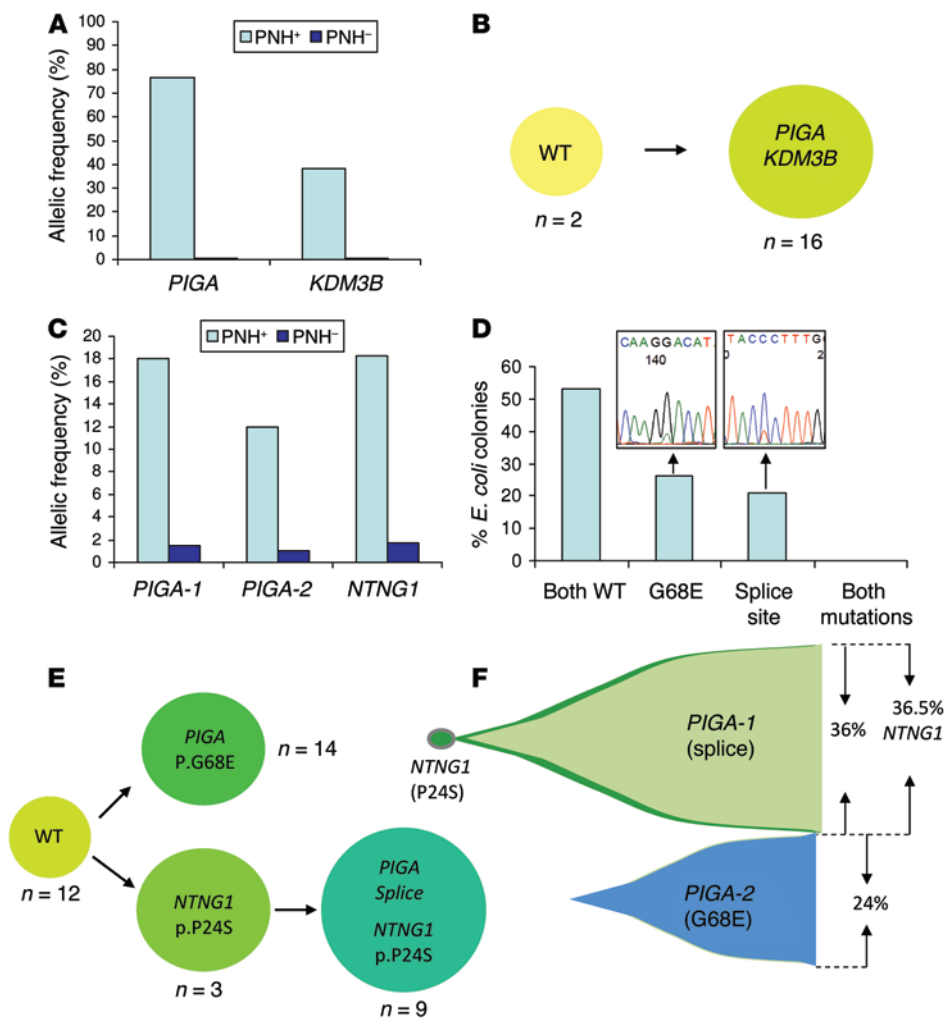 A
Allelic frequency (%)
100
90
80
70
60
50
40
30
20
10
0
PNH+ PNH−
PIGA KDM3B
B
WT
n = 2
PIGA
KDM3B
n = 16
C
Allelic frequency (%)
20
18
16
14
12
10
8
6
4
2
0
PNH+ PNH−
PIGA-1 PIGA-2 NTNG1
D
% E. coli colonies
60
50
40
30
20
10
0
CAAGGACAT
140
TACCCTTTG
0 2
Both WT G68E Splice site Both mutations
E
WT
n = 12
PIGA
P.G68E
n = 14
NTNG1
p.P24S
n = 3
PIGA
Splice
NTNG1
p.P24S
n = 9
F
NTNG1
(P24S)
PIGA-1
(splice)
36%
36.5%
NTNG1
PIGA-2
(G68E)
24%